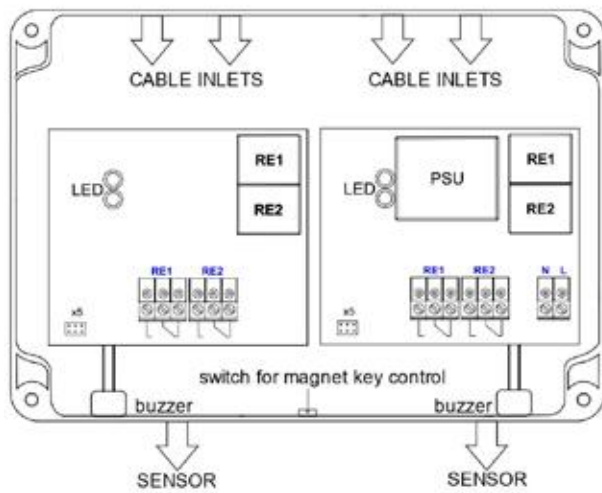 CABLE INLETS CABLE INLETS
RE1 RE1
LED LED PSU
RE2 RE2
RE1 RE2 RE1 RE2 N L
x5 x5
switch for magnet key control
buzzer buzzer
SENSOR SENSOR